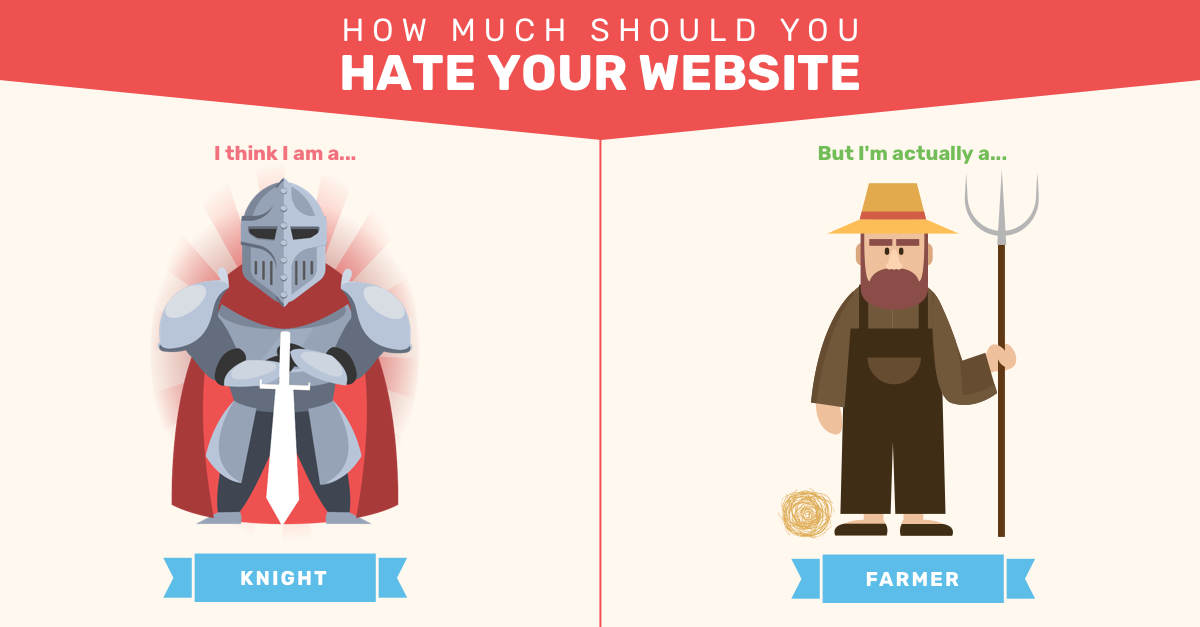 HOW MUCH SHOULD YOU
HATE YOUR WEBSITE
I think I am a...
But I'm actually a...
KNIGHT
FARMER